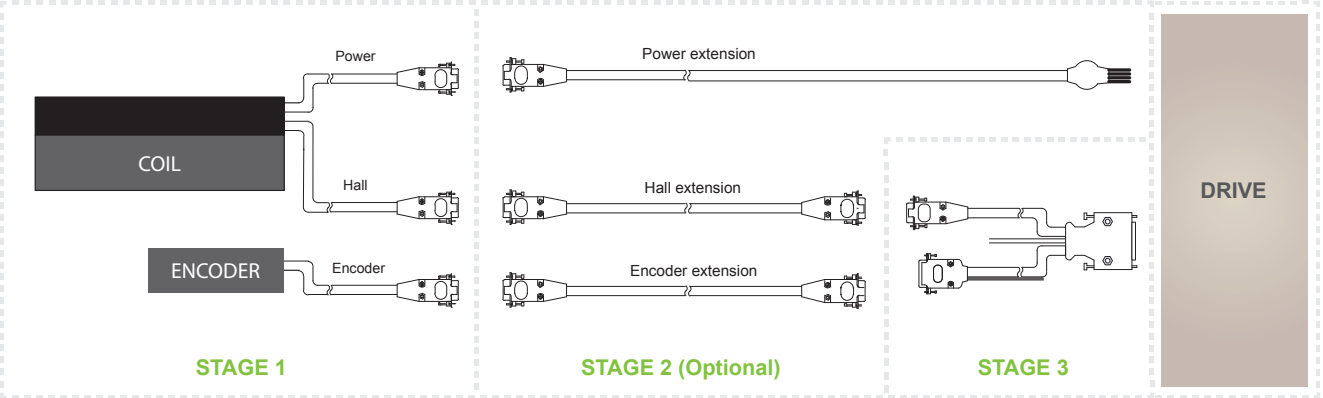 Power
Power extension
COIL
Hall
Hall extension
DRIVE
ENCODER
Encoder
Encoder extension
STAGE 1
STAGE 2 (Optional)
STAGE 3